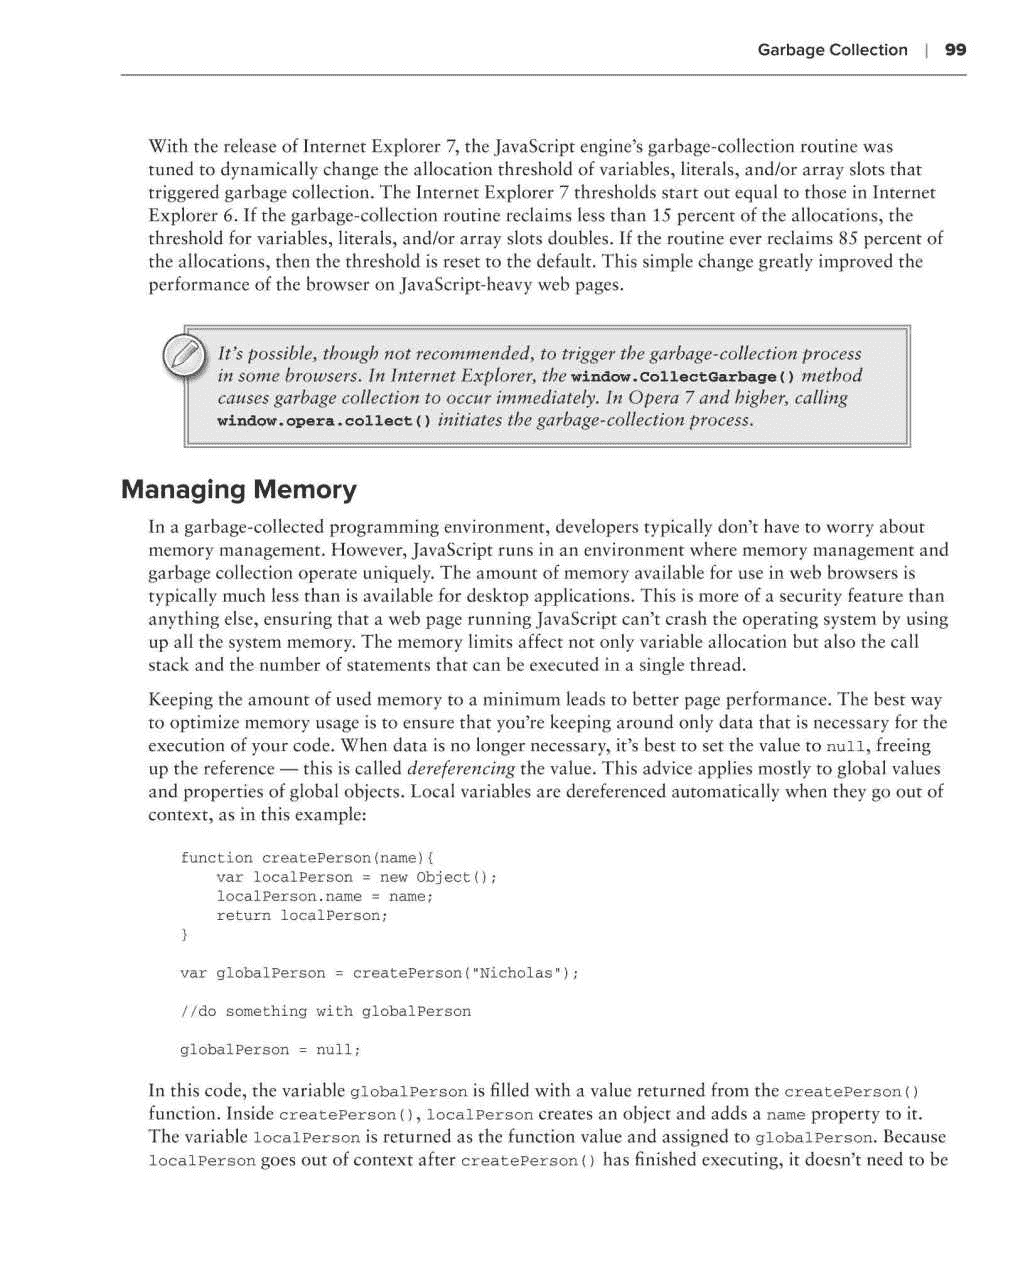 Garbage Collection | 99
With the release of Internet Explorer 7, the JavaScript engine’s garbage-collection routine was
tuned to dynamically change the allocation threshold of variables, literals, and/or array slots that
triggered garbage collection. The Internet Explorer 7 thresholds start out equal to those in Internet
Explorer 6. If the garbage-collection routine reclaims less than 15 percent of the allocations, the
threshold for variables, literals, and/or array slots doubles. If the routine ever reclaims 85 percent of
the allocations, then the threshold is reset to the default. This simple change greatly improved the
performance of the browser on JavaScript-heavy web pages.
It’s possible, though not recommended, to trigger the garbage-collection process
in some browsers. In Internet Explorer, the window.CollectGarbage() method
causes garbage collection to occur immediately. In Opera 7 and higher, calling
window.opera.collect() initiates the garbage-collection process.
Managing Memory
In a garbage-collected programming environment, developers typically don’t have to worry about
memory management. However, JavaScript runs in an environment where memory management and
garbage collection operate uniquely. The amount of memory available for use in web browsers is
typically much less than is available for desktop applications. This is more of a security feature than
anything else, ensuring that a web page running JavaScript can’t crash the operating system by using
up all the system memory. The memory limits affect not only variable allocation but also the call
stack and the number of statements that can be executed in a single thread.
Keeping the amount of used memory to a minimum leads to better page performance. The best way
to optimize memory usage is to ensure that you’re keeping around only data that is necessary for the
execution of your code. When data is no longer necessary, it’s best to set the value to null, freeing
up the reference — this is called dereferencing the value. This advice applies mostly to global values
and properties of global objects. Local variables are dereferenced automatically when they go out of
context, as in this example:
function createPerson(name){
var localPerson = new Object();
localPerson.name = name;
return localPerson;
}
var globalPerson = createPerson("Nicholas");
//do something with globalPerson
globalPerson = null;
In this code, the variable globalPerson is filled with a value returned from the createPerson()
function. Inside createPerson(), localPerson creates an object and adds a name property to it.
The variable localPerson is returned as the function value and assigned to globalPerson. Because
localPerson goes out of context after createPerson() has finished executing, it doesn’t need to be